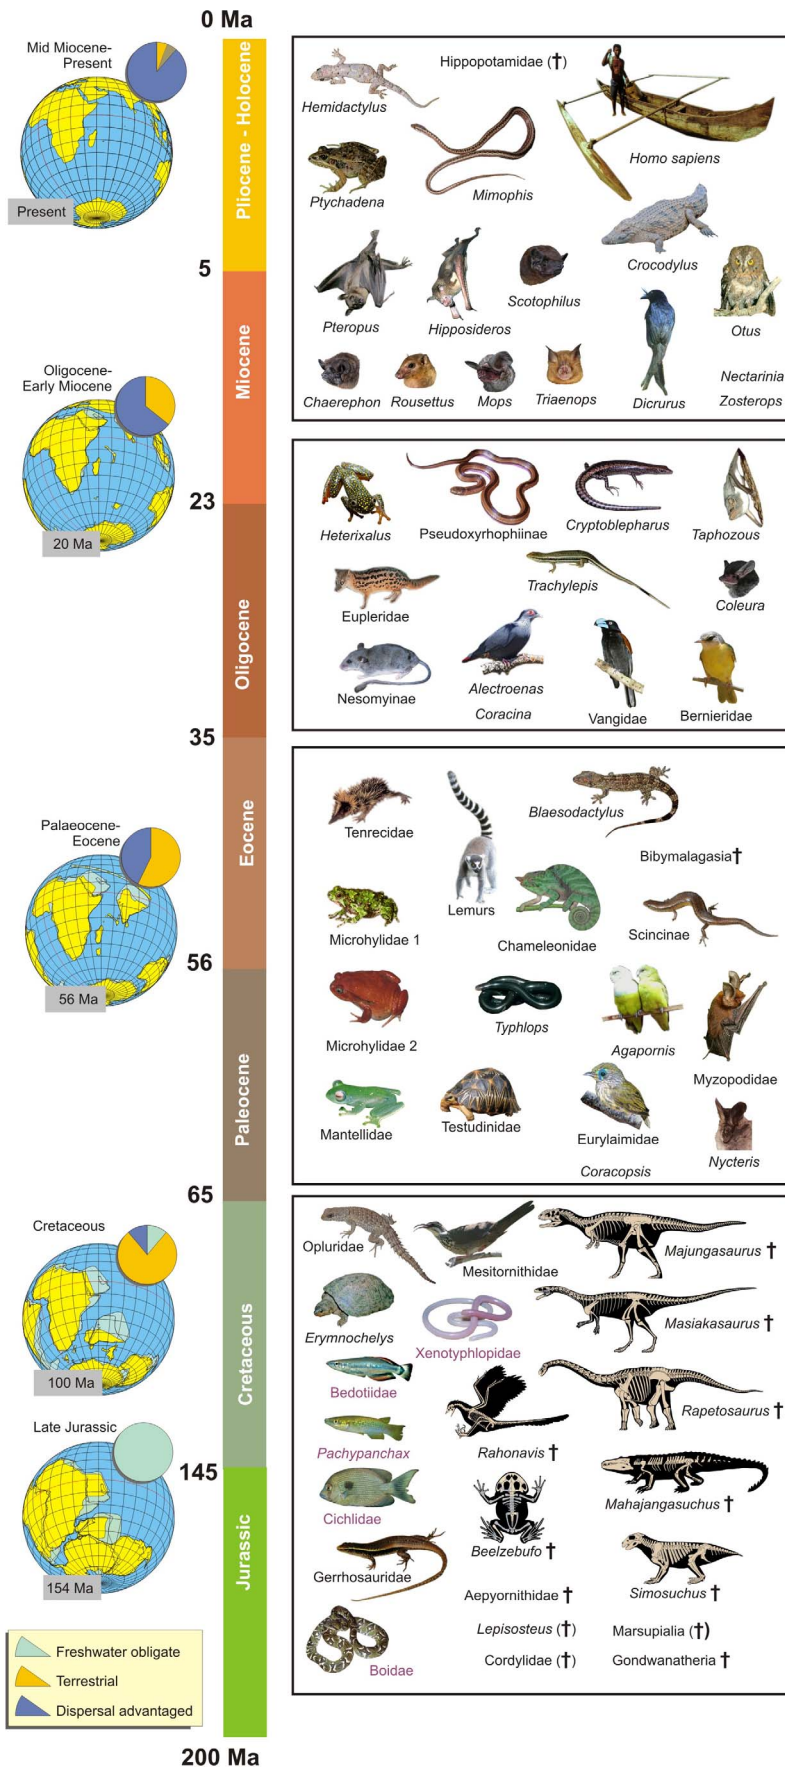 0 Ma
Mid Miocene-
Present
Present
Pliocene - Holocene
Hippopotamidae (†)
Hemidactylus
Homo sapiens
Ptychadena
Mimophis
Crocodylus
Pteropus
Hipposideros
Scotophilus
Otus
Chaerephon
Rousettus
Mops
Triaenops
Dicrurus
Nectarinia
Zosterops
5
Miocene
Oligocene-
Early Miocene
20 Ma
23
Heterixalus
Pseudoxyrhophiinae
Cryptoblepharus
Taphozous
Trachylepis
Coleura
Eupleridae
Nesomyinae
Alectroenas
Coracina
Vangidae
Bernieridae
Oligocene
35
Eocene
Palaeocene-
Eocene
56 Ma
56
Tenrecidae
Blaesodactylus
Bibymalagasia†
Lemurs
Microhylidae 1
Chameleonidae
Scincinae
Microhylidae 2
Typhlops
Agapornis
Myzopodidae
Mantellidae
Testudinidae
Eurylaimidae
Nycteris
Coracopsis
Paleocene
65
Cretaceous
100 Ma
Cretaceous
Opluridae
Mesitornithidae
Majungasaurus †
Erymnochelys
Xenotyphlopidae
Masiakasaurus †
Bedotiidae
Rapetosaurus †
Pachypanchax
Rahonavis †
Cichlidae
Mahajangasuchus †
Beelzebufo †
Gerrhosauridae
Simosuchus †
Aepyornithidae †
Lepisosteus (†)
Marsupialia (†)
Boidae
Cordylidae (†)
Gondwanatheria †
Late Jurassic
154 Ma
145
Jurassic
Freshwater obligate
Terrestrial
Dispersal advantaged
200 Ma